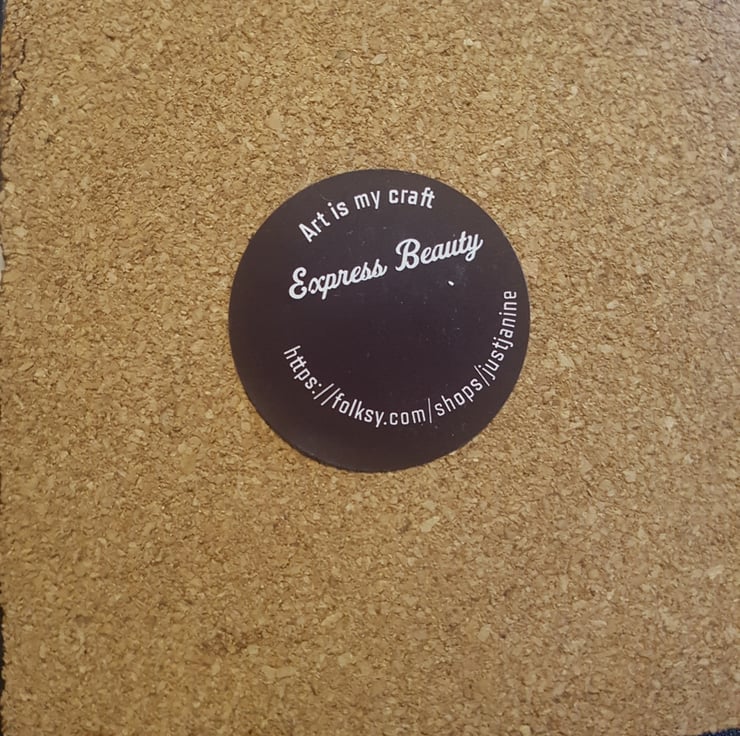 Art is my craft
Express Beauty
https://folksy.com/shops/justjanine